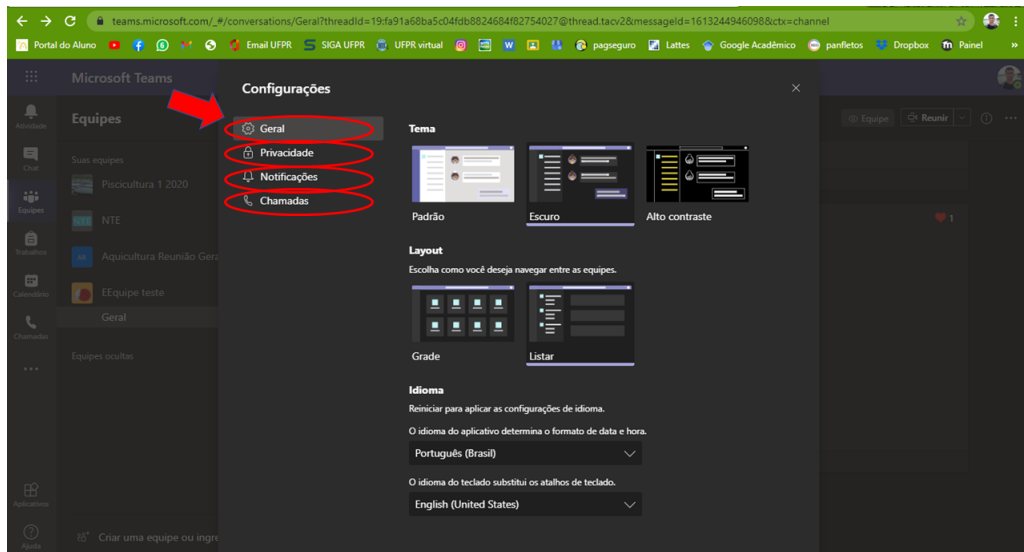 teams.microsoft.com/_#/conversations/Geral?threadId=19:fa91a68ba5c04fdb8824684f82754027@thread.tacv2&messageId=1613244946098&ctx=channel
Portal do Aluno
Email UFPR
SIGA UFPR
UFPR virtual
pagseguro
Lattes
Google Acadêmico
panfletos
Dropbox
Painel
»
Microsoft Teams
Configurações
Atividade
Equipes
Geral
Tema
Equipe
Reunir
Chat
Suas equipes
Privacidade
Piscicultura 1 2020
Notificações
Equipes
Chamadas
NTE
NTE
Padrão
Escuro
Alto contraste
1
Trabalhos
Aquicultura Reunião Gera
Layout
Escolha como você deseja navegar entre as equipes.
Calendário
EEquipe teste
Geral
Chamadas
Equipes ocultas
Grade
Listar
Idioma
Reiniciar para aplicar as configurações de idioma.
O idioma do aplicativo determina o formato de data e hora.
Português (Brasil)
O idioma do teclado substitui os atalhos de teclado.
English (United States)
Aplicativos
Criar uma equipe ou ingre
Ajuda